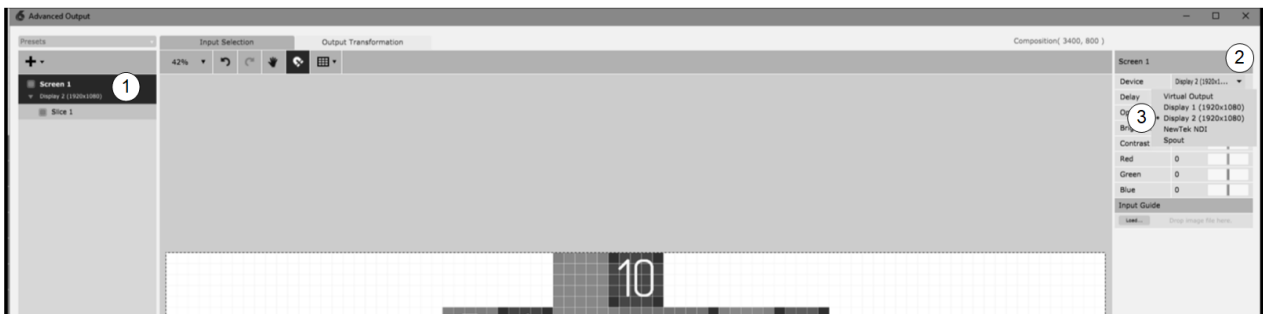 Advanced Output
Presets
Input Selection
Output Transformation
Composition( 3400, 800 )
42%
Screen 1
Display 2 (1920x1080)
Slice 1
1
Screen 1
2
Device
Display 2 (1920x1...
Delay
Virtual Output
Display 1 (1920x1080)
Op
3
Display 2 (1920x1080)
Brig
NewTek NDI
Contrast
Spout
Red
0
Green
0
Blue
0
Input Guide
Load...
Drop image file here.
10